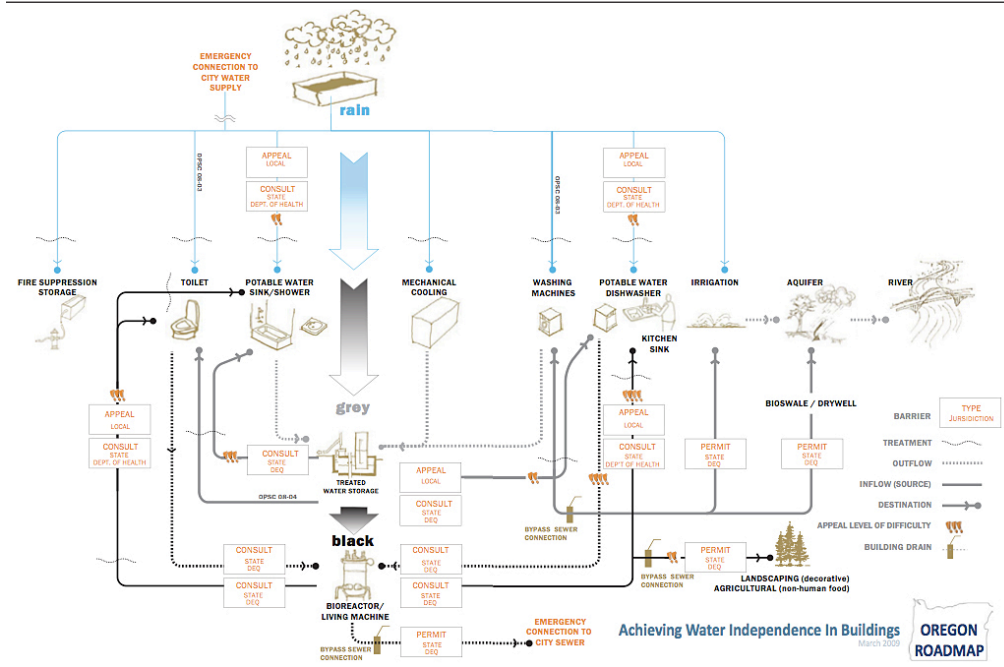 EMERGENCY
CONNECTION TO
CITY WATER
SUPPLY
rain
OPSC 08-03
APPEAL
LOCAL
CONSULT
STATE
DEPT. OF HEALTH
OPSC 08-03
APPEAL
LOCAL
CONSULT
STATE
DEPT. OF HEALTH
FIRE SUPPRESSION
STORAGE
TOILET
POTABLE WATER
SINK/SHOWER
MECHANICAL
COOLING
WASHING
MACHINES
POTABLE WATER
DISHWASHER
IRRIGATION
AQUIFER
RIVER
KITCHEN
SINK
grey
BIOSWALE / DRYWELL
APPEAL
LOCAL
CONSULT
STATE
DEPT. OF HEALTH
CONSULT
STATE
DEQ
TREATED
WATER STORAGE
OPSC 08-04
APPEAL
LOCAL
CONSULT
STATE
DEQ
APPEAL
LOCAL
CONSULT
STATE
DEPT OF HEALTH
PERMIT
STATE
DEQ
PERMIT
STATE
DEQ
BYPASS SEWER
CONNECTION
BARRIER
TYPE
JURSIDICTION
TREATMENT
OUTFLOW
INFLOW (SOURCE)
DESTINATION
APPEAL LEVEL OF DIFFICULTY
BUILDING DRAIN
black
CONSULT
STATE
DEQ
CONSULT
STATE
DEQ
BIOREACTOR/
LIVING MACHINE
CONSULT
STATE
DEQ
CONSULT
STATE
DEQ
BYPASS SEWER
CONNECTION
PERMIT
STATE
DEQ
LANDSCAPING (decorative)
AGRICULTURAL (non-human food)
BYPASS SEWER
CONNECTION
PERMIT
STATE
DEQ
EMERGENCY
CONNECTION TO
CITY SEWER
Achieving Water Independence In Buildings
March 2009
OREGON
ROADMAP